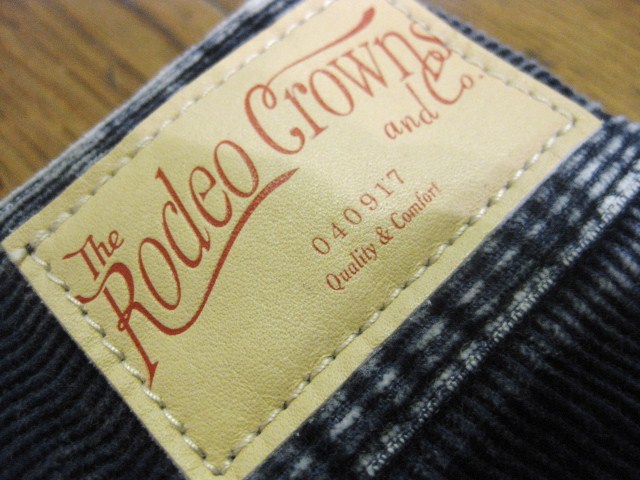 The
Rodeo Crowns
and Co.
040917
Quality & Comfort